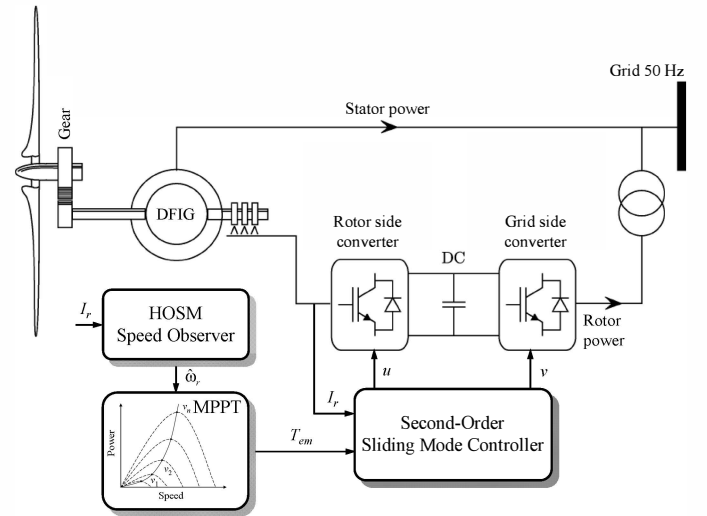 Grid 50 Hz
Stator power
Gear
DFIG
Rotor side
converter
DC
Grid side
converter
Rotor
power
I_r
HOSM
Speed Observer
ω̂_r
u
v
I_r
MPPT
v_n
v_2
v_1
Power
Speed
T_em
Second-Order
Sliding Mode Controller